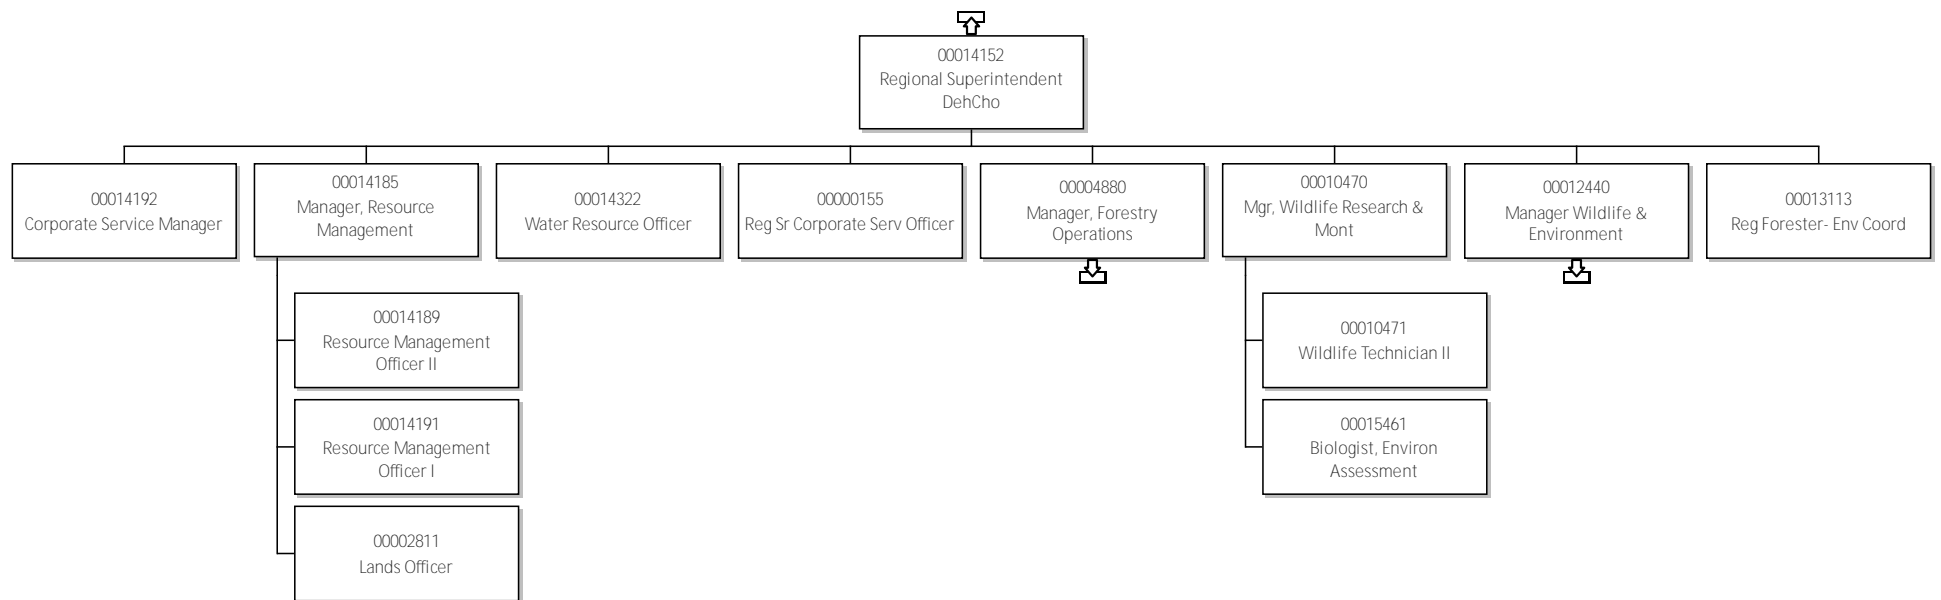 00014152
Regional Superintendent
DehCho
00014192
Corporate Service Manager
00014185
Manager, Resource
Management
00014322
Water Resource Officer
00000155
Reg Sr Corporate Serv Officer
00004880
Manager, Forestry
Operations
00010470
Mgr, Wildlife Research &
Mont
00012440
Manager Wildlife &
Environment
00013113
Reg Forester- Env Coord
00014189
Resource Management
Officer II
00014191
Resource Management
Officer I
00002811
Lands Officer
00010471
Wildlife Technician II
00015461
Biologist, Environ
Assessment